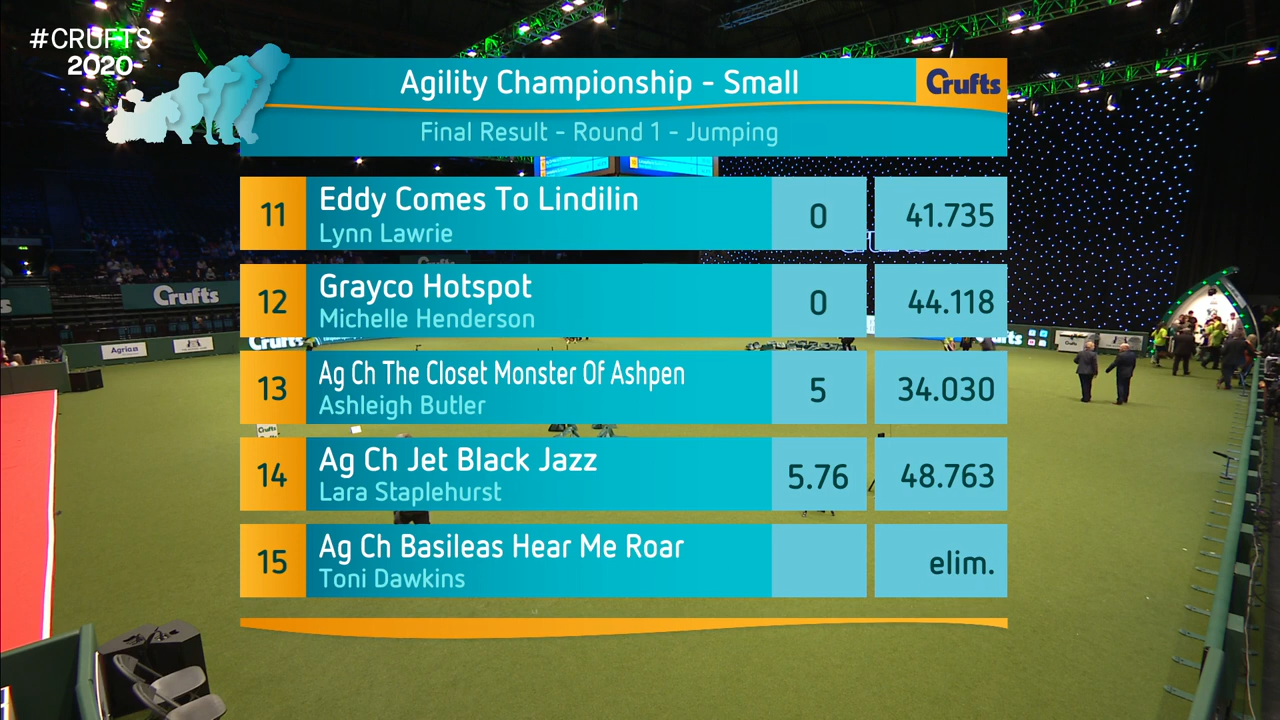 #CRUFTS
2020
Agility Championship - Small
Crufts
Final Result - Round 1 - Jumping
11
Eddy Comes To Lindilin
Lynn Lawrie
0
41.735
12
Grayco Hotspot
Michelle Henderson
0
44.118
13
Ag Ch The Closet Monster Of Ashpen
Ashleigh Butler
5
34.030
14
Ag Ch Jet Black Jazz
Lara Staplehurst
5.76
48.763
15
Ag Ch Basileas Hear Me Roar
Toni Dawkins
elim.
Crufts
Agria
Crufts
Crufts